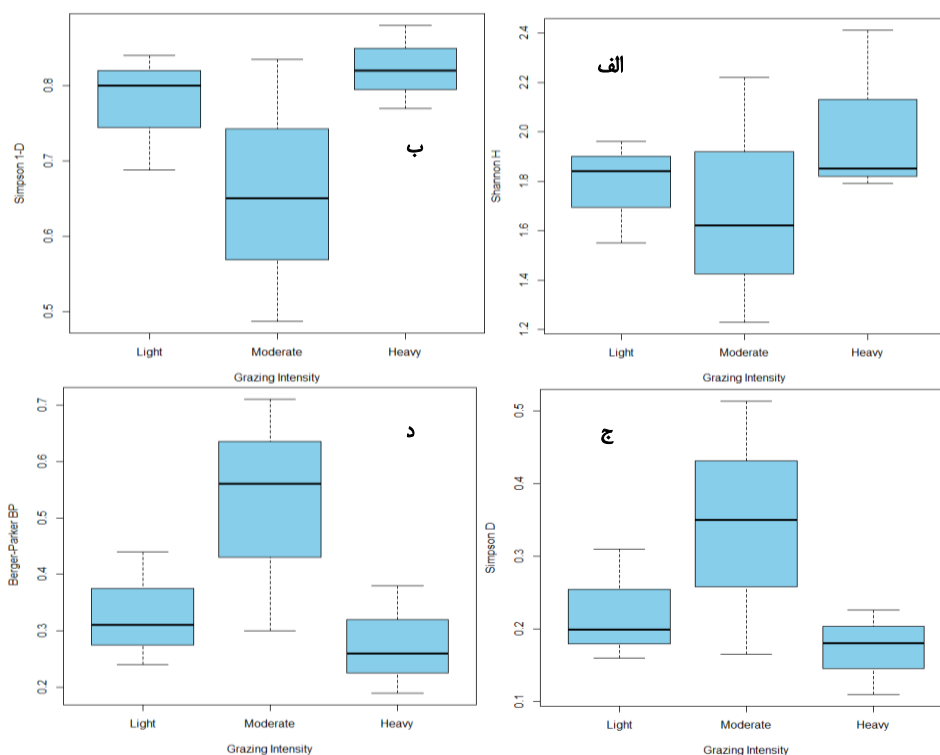 Simpson 1-D
0.8
0.7
0.6
0.5
ب
Light
Moderate
Heavy
Grazing Intensity
Shannon H
2.4
2.2
2.0
1.8
1.6
1.4
1.2
الف
Light
Moderate
Heavy
Grazing Intensity
Berger-Parker BP
0.7
0.6
0.5
0.4
0.3
0.2
د
Light
Moderate
Heavy
Grazing Intensity
Simpson D
0.5
0.4
0.3
0.2
0.1
ج
Light
Moderate
Heavy
Grazing Intensity